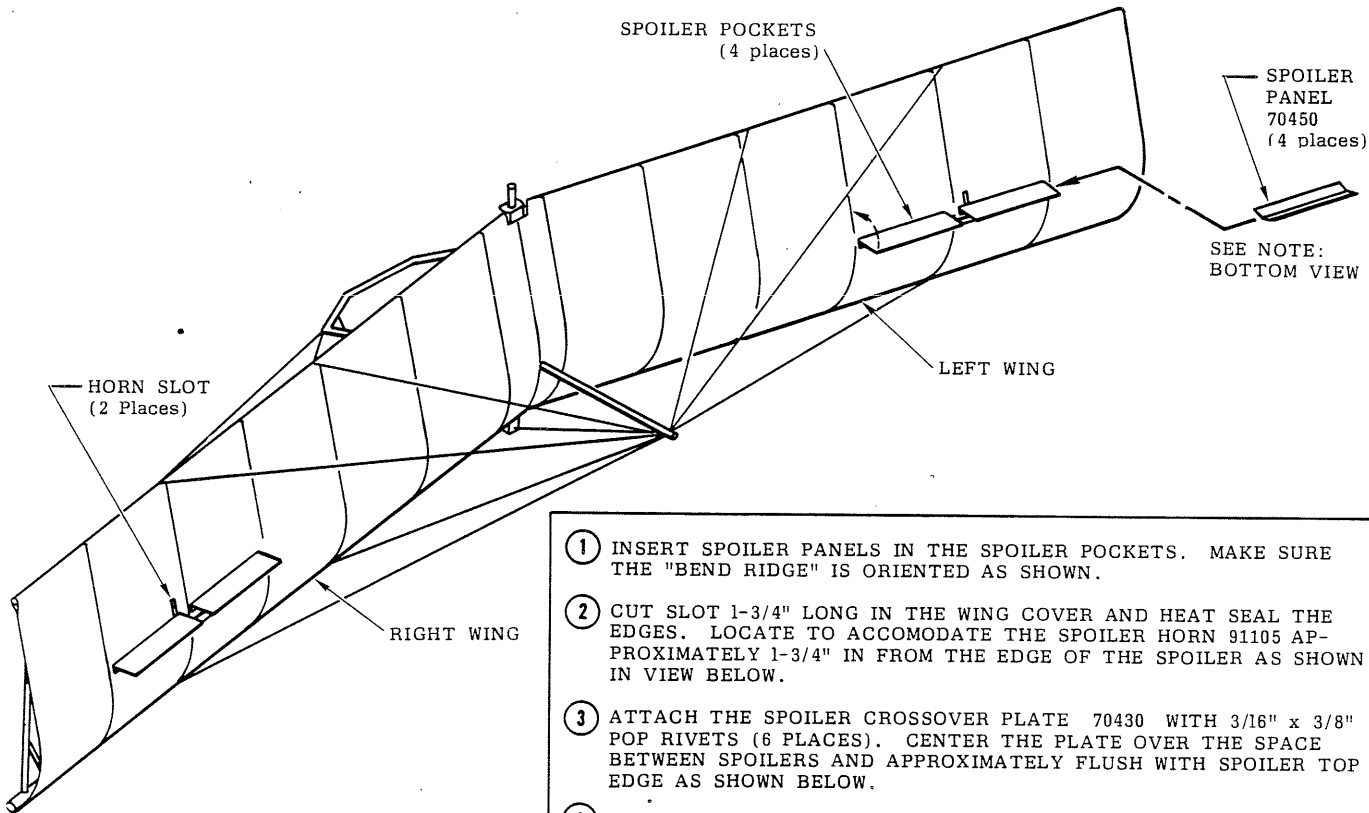 SPOILER POCKETS
(4 places)
SPOILER
PANEL
70450
(4 places)
SEE NOTE:
BOTTOM VIEW
LEFT WING
HORN SLOT
(2 Places)
RIGHT WING
1 INSERT SPOILER PANELS IN THE SPOILER POCKETS. MAKE SURE
THE "BEND RIDGE" IS ORIENTED AS SHOWN.
2 CUT SLOT 1-3/4" LONG IN THE WING COVER AND HEAT SEAL THE
EDGES. LOCATE TO ACCOMODATE THE SPOILER HORN 91105 AP-
PROXIMATELY 1-3/4" IN FROM THE EDGE OF THE SPOILER AS SHOWN
IN VIEW BELOW.
3 ATTACH THE SPOILER CROSSOVER PLATE 70430 WITH 3/16" x 3/8"
POP RIVETS (6 PLACES). CENTER THE PLATE OVER THE SPACE
BETWEEN SPOILERS AND APPROXIMATELY FLUSH WITH SPOILER TOP
EDGE AS SHOWN BELOW.